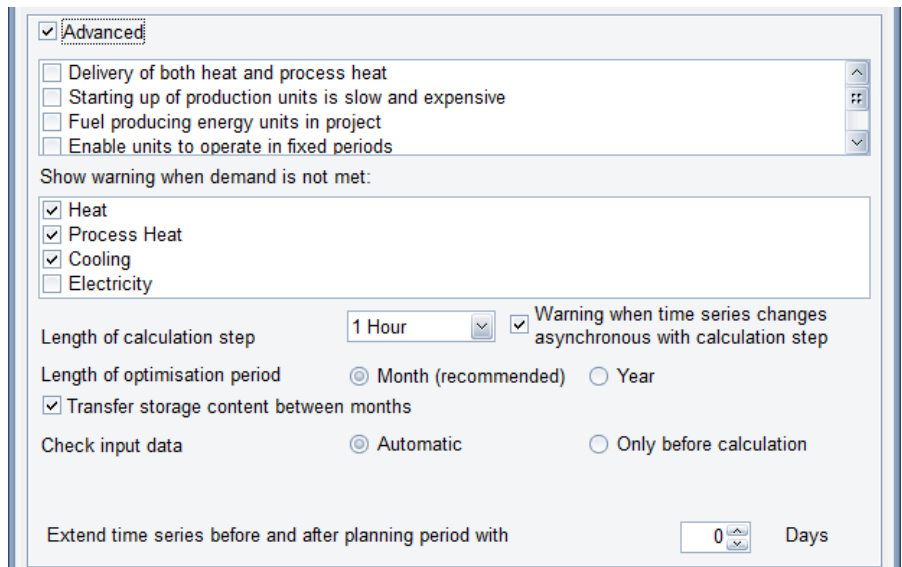 Advanced
Delivery of both heat and process heat
Starting up of production units is slow and expensive
Fuel producing energy units in project
Enable units to operate in fixed periods
Show warning when demand is not met:
Heat
Process Heat
Cooling
Electricity
Length of calculation step 1 Hour Warning when time series changes
asynchronous with calculation step
Length of optimisation period Month (recommended) Year
Transfer storage content between months
Check input data Automatic Only before calculation
Extend time series before and after planning period with 0 Days